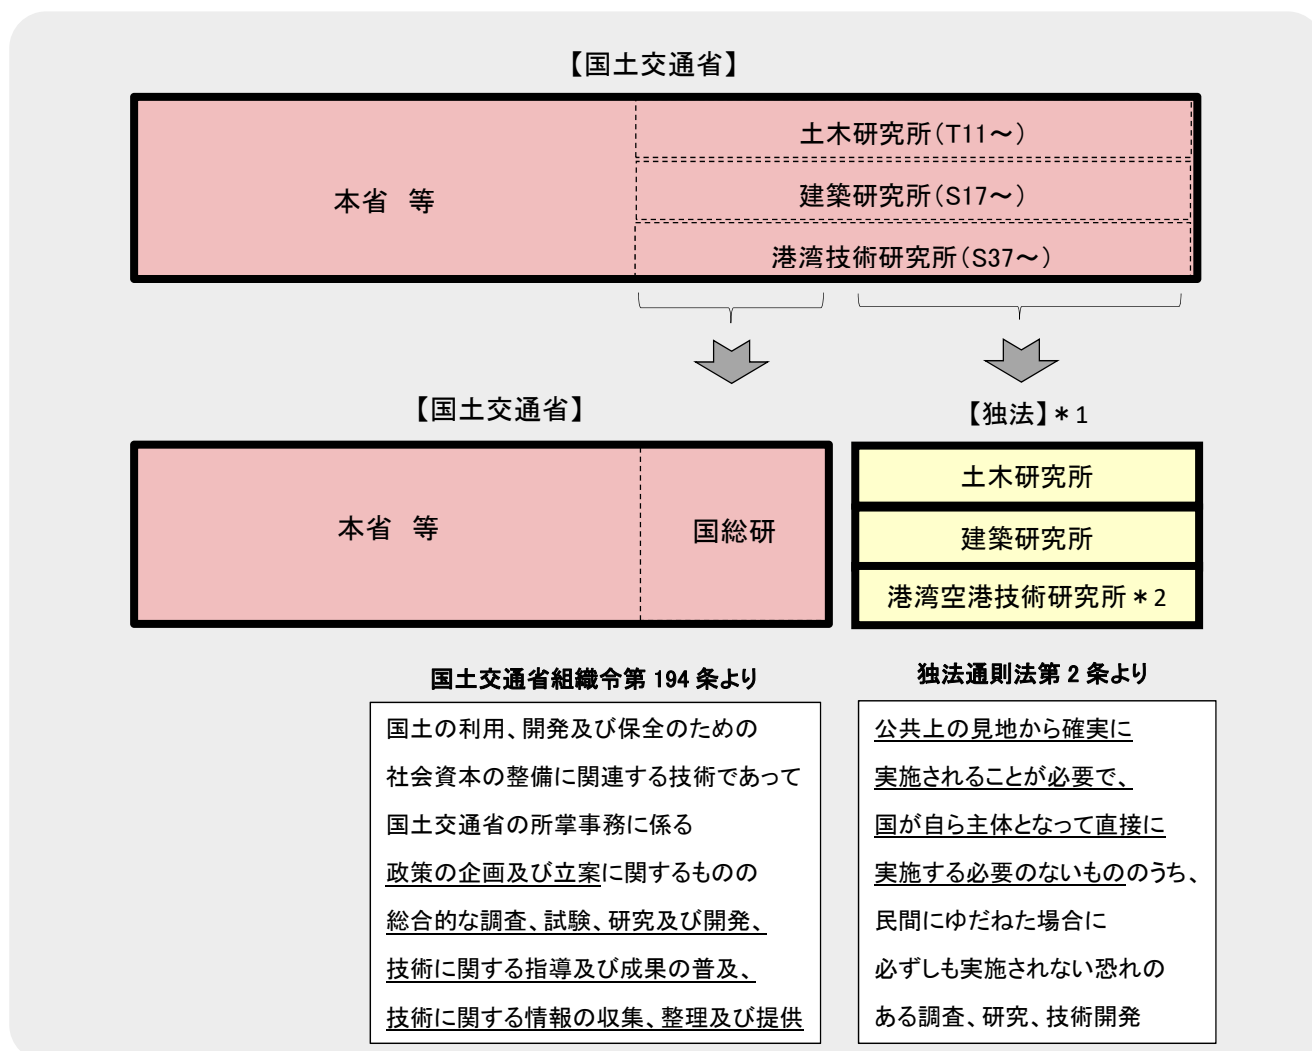 【国土交通省】
本省 等
土木研究所(T11～)
建築研究所(S17～)
港湾技術研究所(S37～)
【国土交通省】
【独法】＊1
本省 等
国総研
土木研究所
建築研究所
港湾空港技術研究所＊2
国土交通省組織令第 194 条より
国土の利用、開発及び保全のための
社会資本の整備に関連する技術であって
国土交通省の所掌事務に係る
政策の企画及び立案に関するものの
総合的な調査、試験、研究及び開発、
技術に関する指導及び成果の普及、
技術に関する情報の収集、整理及び提供
独法通則法第 2 条より
公共上の見地から確実に
実施されることが必要で、
国が自ら主体となって直接に
実施する必要のないもののうち、
民間にゆだねた場合に
必ずしも実施されない恐れの
ある調査、研究、技術開発